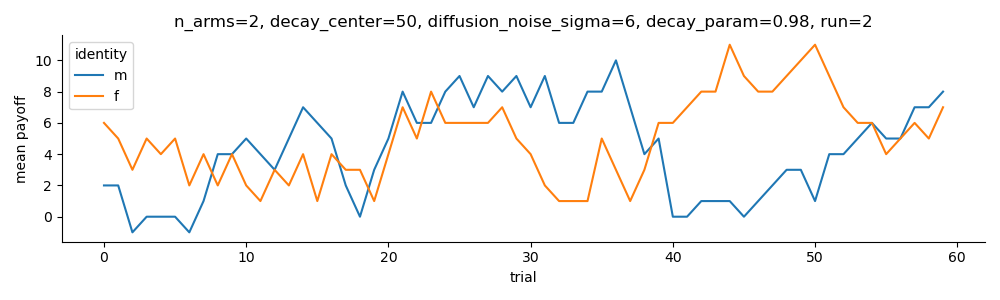 n_arms=2, decay_center=50, diffusion_noise_sigma=6, decay_param=0.98, run=2
identity
m
f
mean payoff
10
8
6
4
2
0
0 10 20 30 40 50 60
trial